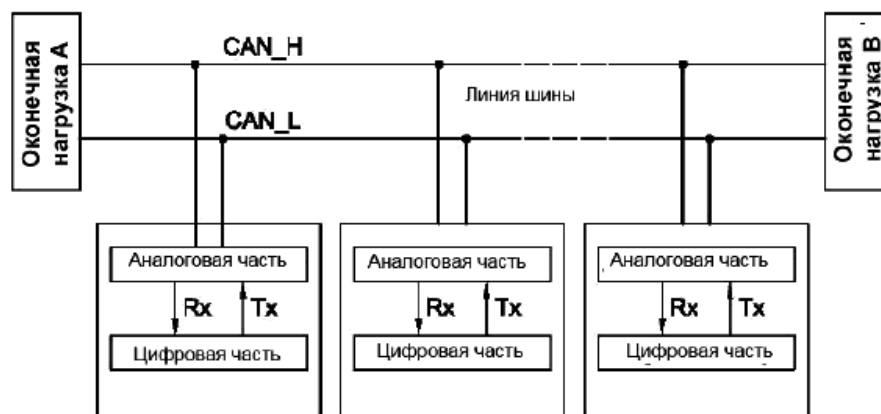 Оконечная
нагрузка А
CAN_H
Линия шины
CAN_L
Оконечная
нагрузка В
Аналоговая часть
Rx
Tx
Цифровая часть
Аналоговая часть
Rx
Tx
Цифровая часть
Аналоговая часть
Rx
Tx
Цифровая часть